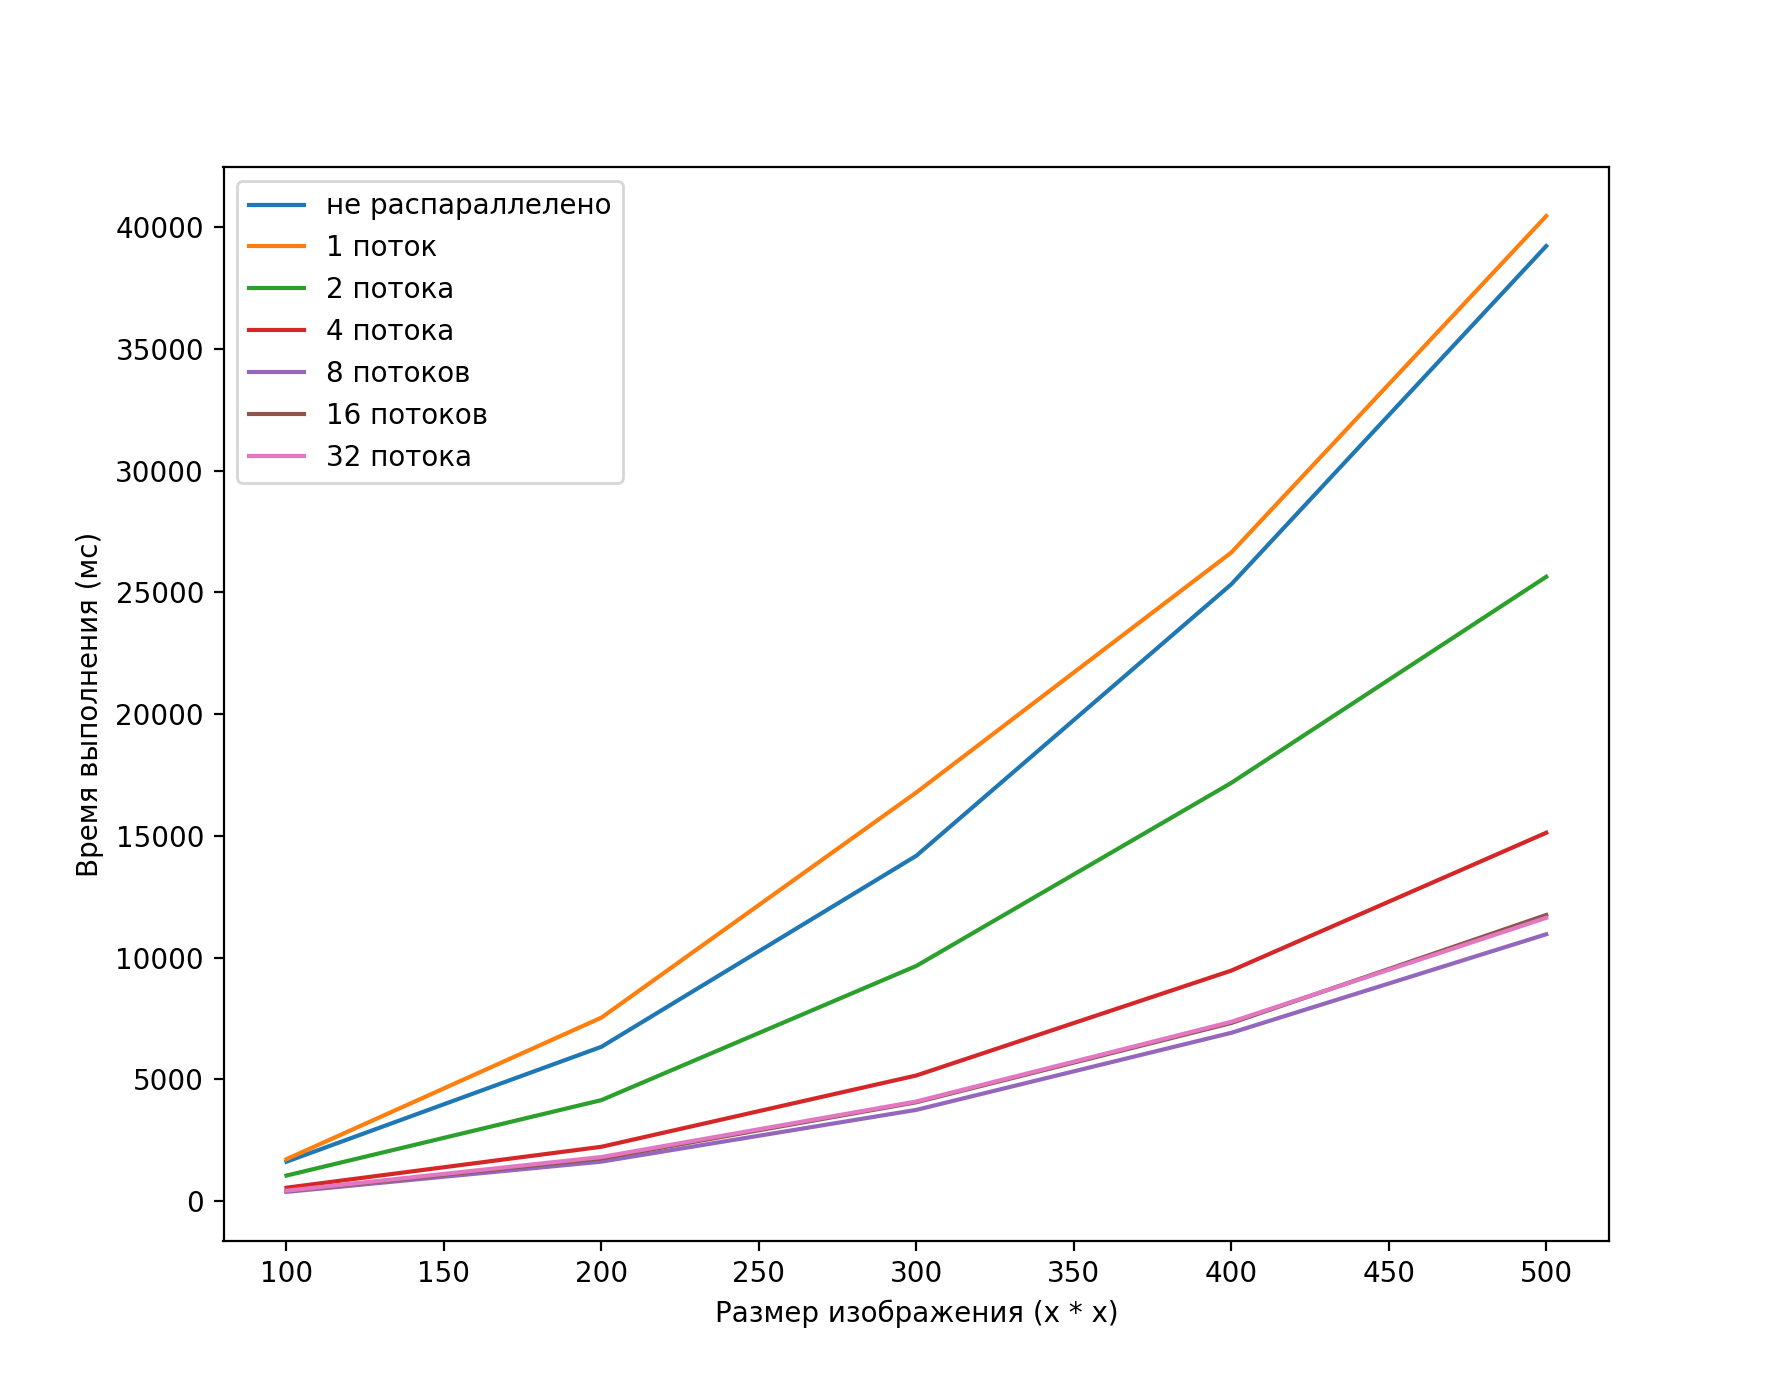 не распараллелено
1 поток
2 потока
4 потока
8 потоков
16 потоков
32 потока
40000
35000
30000
25000
20000
15000
10000
5000
0
Время выполнения (мс)
100 150 200 250 300 350 400 450 500
Размер изображения (x * x)